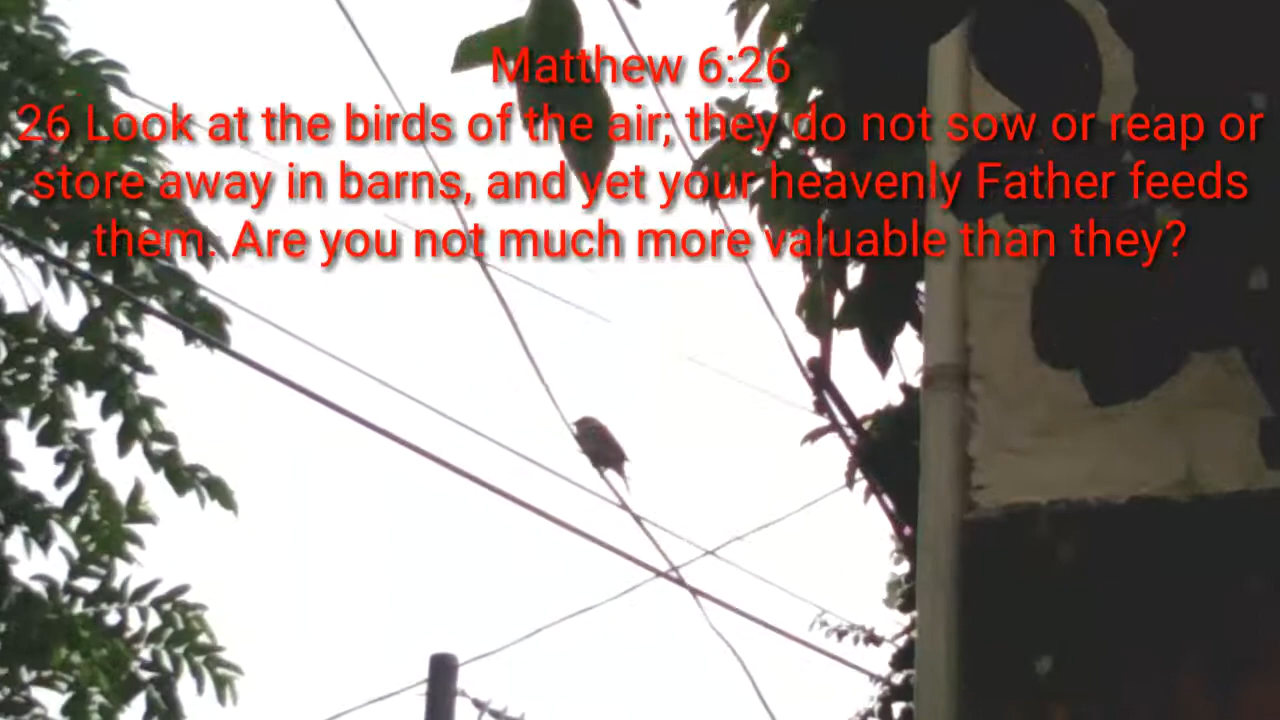 Matthew 6:26
26 Look at the birds of the air; they do not sow or reap or
store away in barns, and yet your heavenly Father feeds
them. Are you not much more valuable than they?